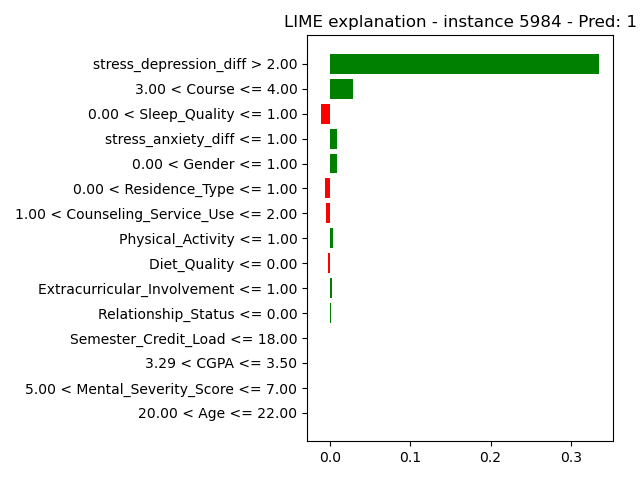 LIME explanation - instance 5984 - Pred: 1
stress_depression_diff > 2.00
3.00 < Course <= 4.00
0.00 < Sleep_Quality <= 1.00
stress_anxiety_diff <= 1.00
0.00 < Gender <= 1.00
0.00 < Residence_Type <= 1.00
1.00 < Counseling_Service_Use <= 2.00
Physical_Activity <= 1.00
Diet_Quality <= 0.00
Extracurricular_Involvement <= 1.00
Relationship_Status <= 0.00
Semester_Credit_Load <= 18.00
3.29 < CGPA <= 3.50
5.00 < Mental_Severity_Score <= 7.00
20.00 < Age <= 22.00
0.0 0.1 0.2 0.3